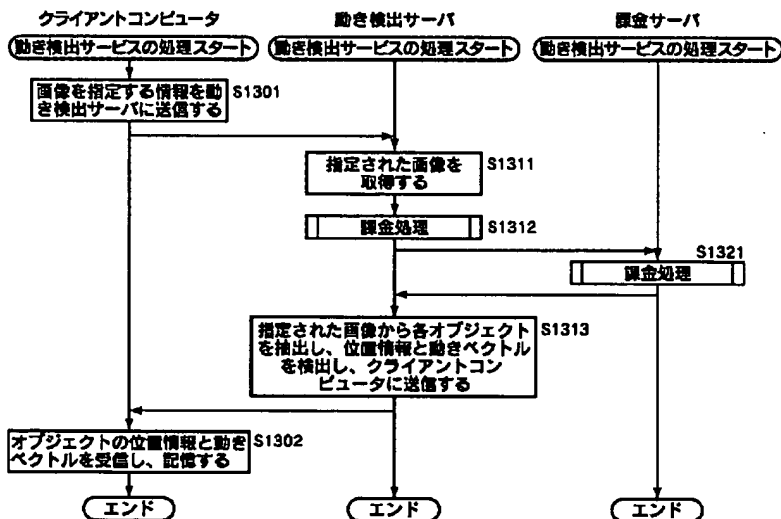 クライアントコンピュータ
動き検出サーバ
課金サーバ
動き検出サービスの処理スタート
動き検出サービスの処理スタート
動き検出サービスの処理スタート
画像を指定する情報を動
き検出サーバに送信する
S1301
指定された画像を
取得する
S1311
課金処理
S1312
S1321
課金処理
指定された画像から各オブジェクト
を抽出し、位置情報と動きベクトル
を検出し、クライアントコン
ピュータに送信する
S1313
オブジェクトの位置情報と動き
ベクトルを受信し、記憶する
S1302
エンド
エンド
エンド